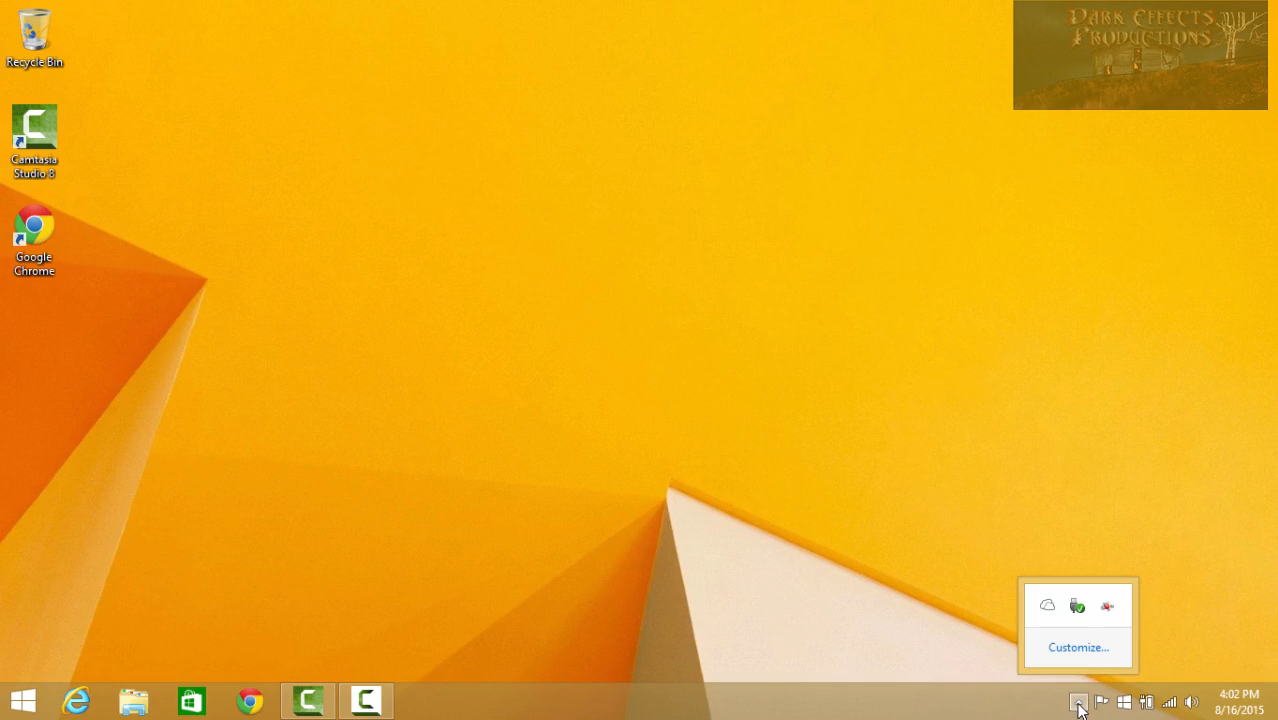 Recycle Bin
Camtasia
Studio 8
Google
Chrome
DARK EFFECTS
PRODUCTIONS
Customize...
4:02 PM
8/16/2015